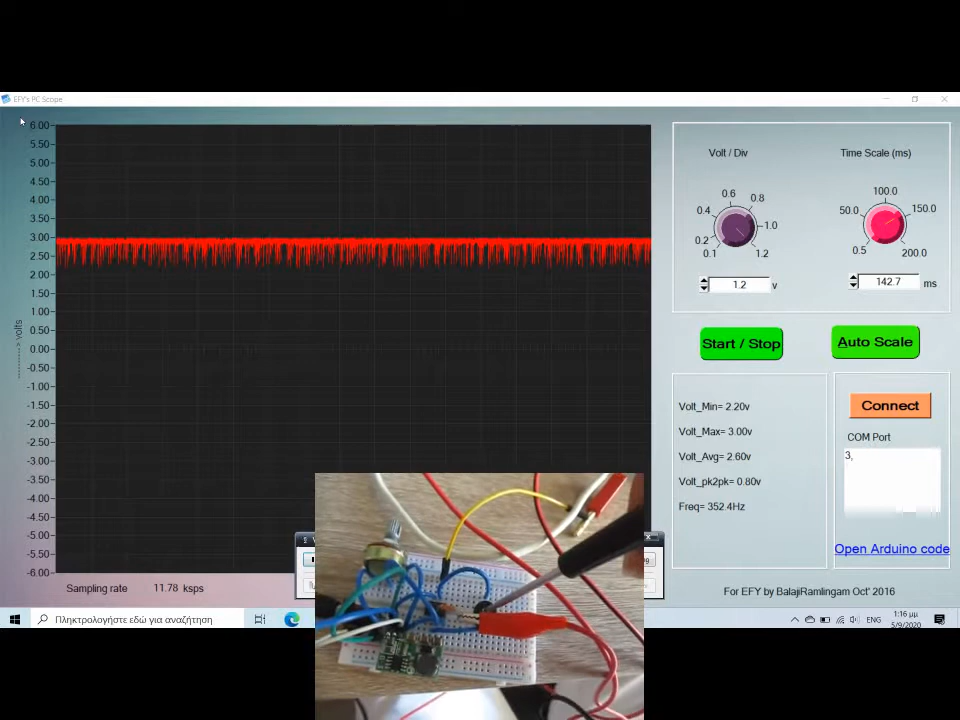 EFY's PC Scope
6.00
5.50
5.00
4.50
4.00
3.50
3.00
2.50
2.00
1.50
1.00
0.50
0.00
-0.50
-1.00
-1.50
-2.00
-2.50
-3.00
-3.50
-4.00
-4.50
-5.00
-5.50
-6.00
-----------> volts
Sampling rate 11.78 ksps
Volt / Div
0.1
0.2
0.4
0.6
0.8
1.0
1.2
1.2 v
Time Scale (ms)
0.5
50.0
100.0
150.0
200.0
142.7 ms
Start / Stop
Auto Scale
Volt_Min= 2.20v
Volt_Max= 3.00v
Volt_Avg= 2.60v
Volt_pk2pk= 0.80v
Freq= 352.4Hz
Connect
COM Port
3,
Open Arduino code
For EFY by BalajiRamlingam Oct' 2016
Πληκτρολογήστε εδώ για αναζήτηση
ΕΝG
1:16 μμ
5/9/2020